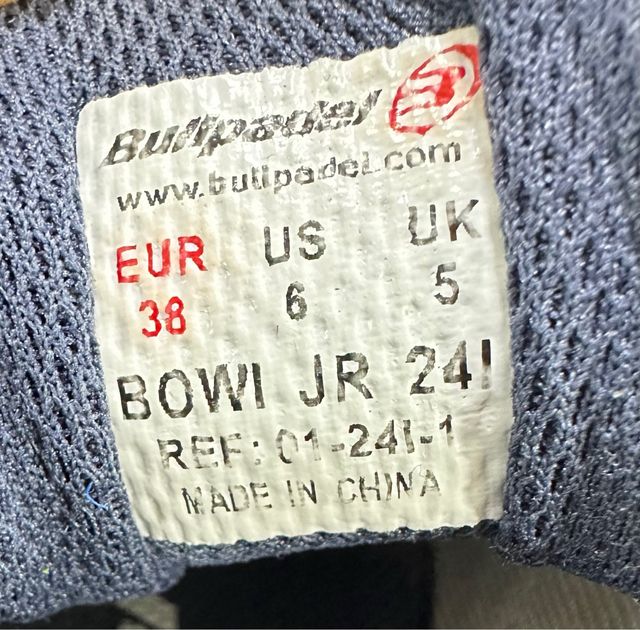 Bullpadel
www.bullpadel.com
EUR US UK
38 6 5
BOWI JR 24I
REF: 01-24I-1
MADE IN CHINA